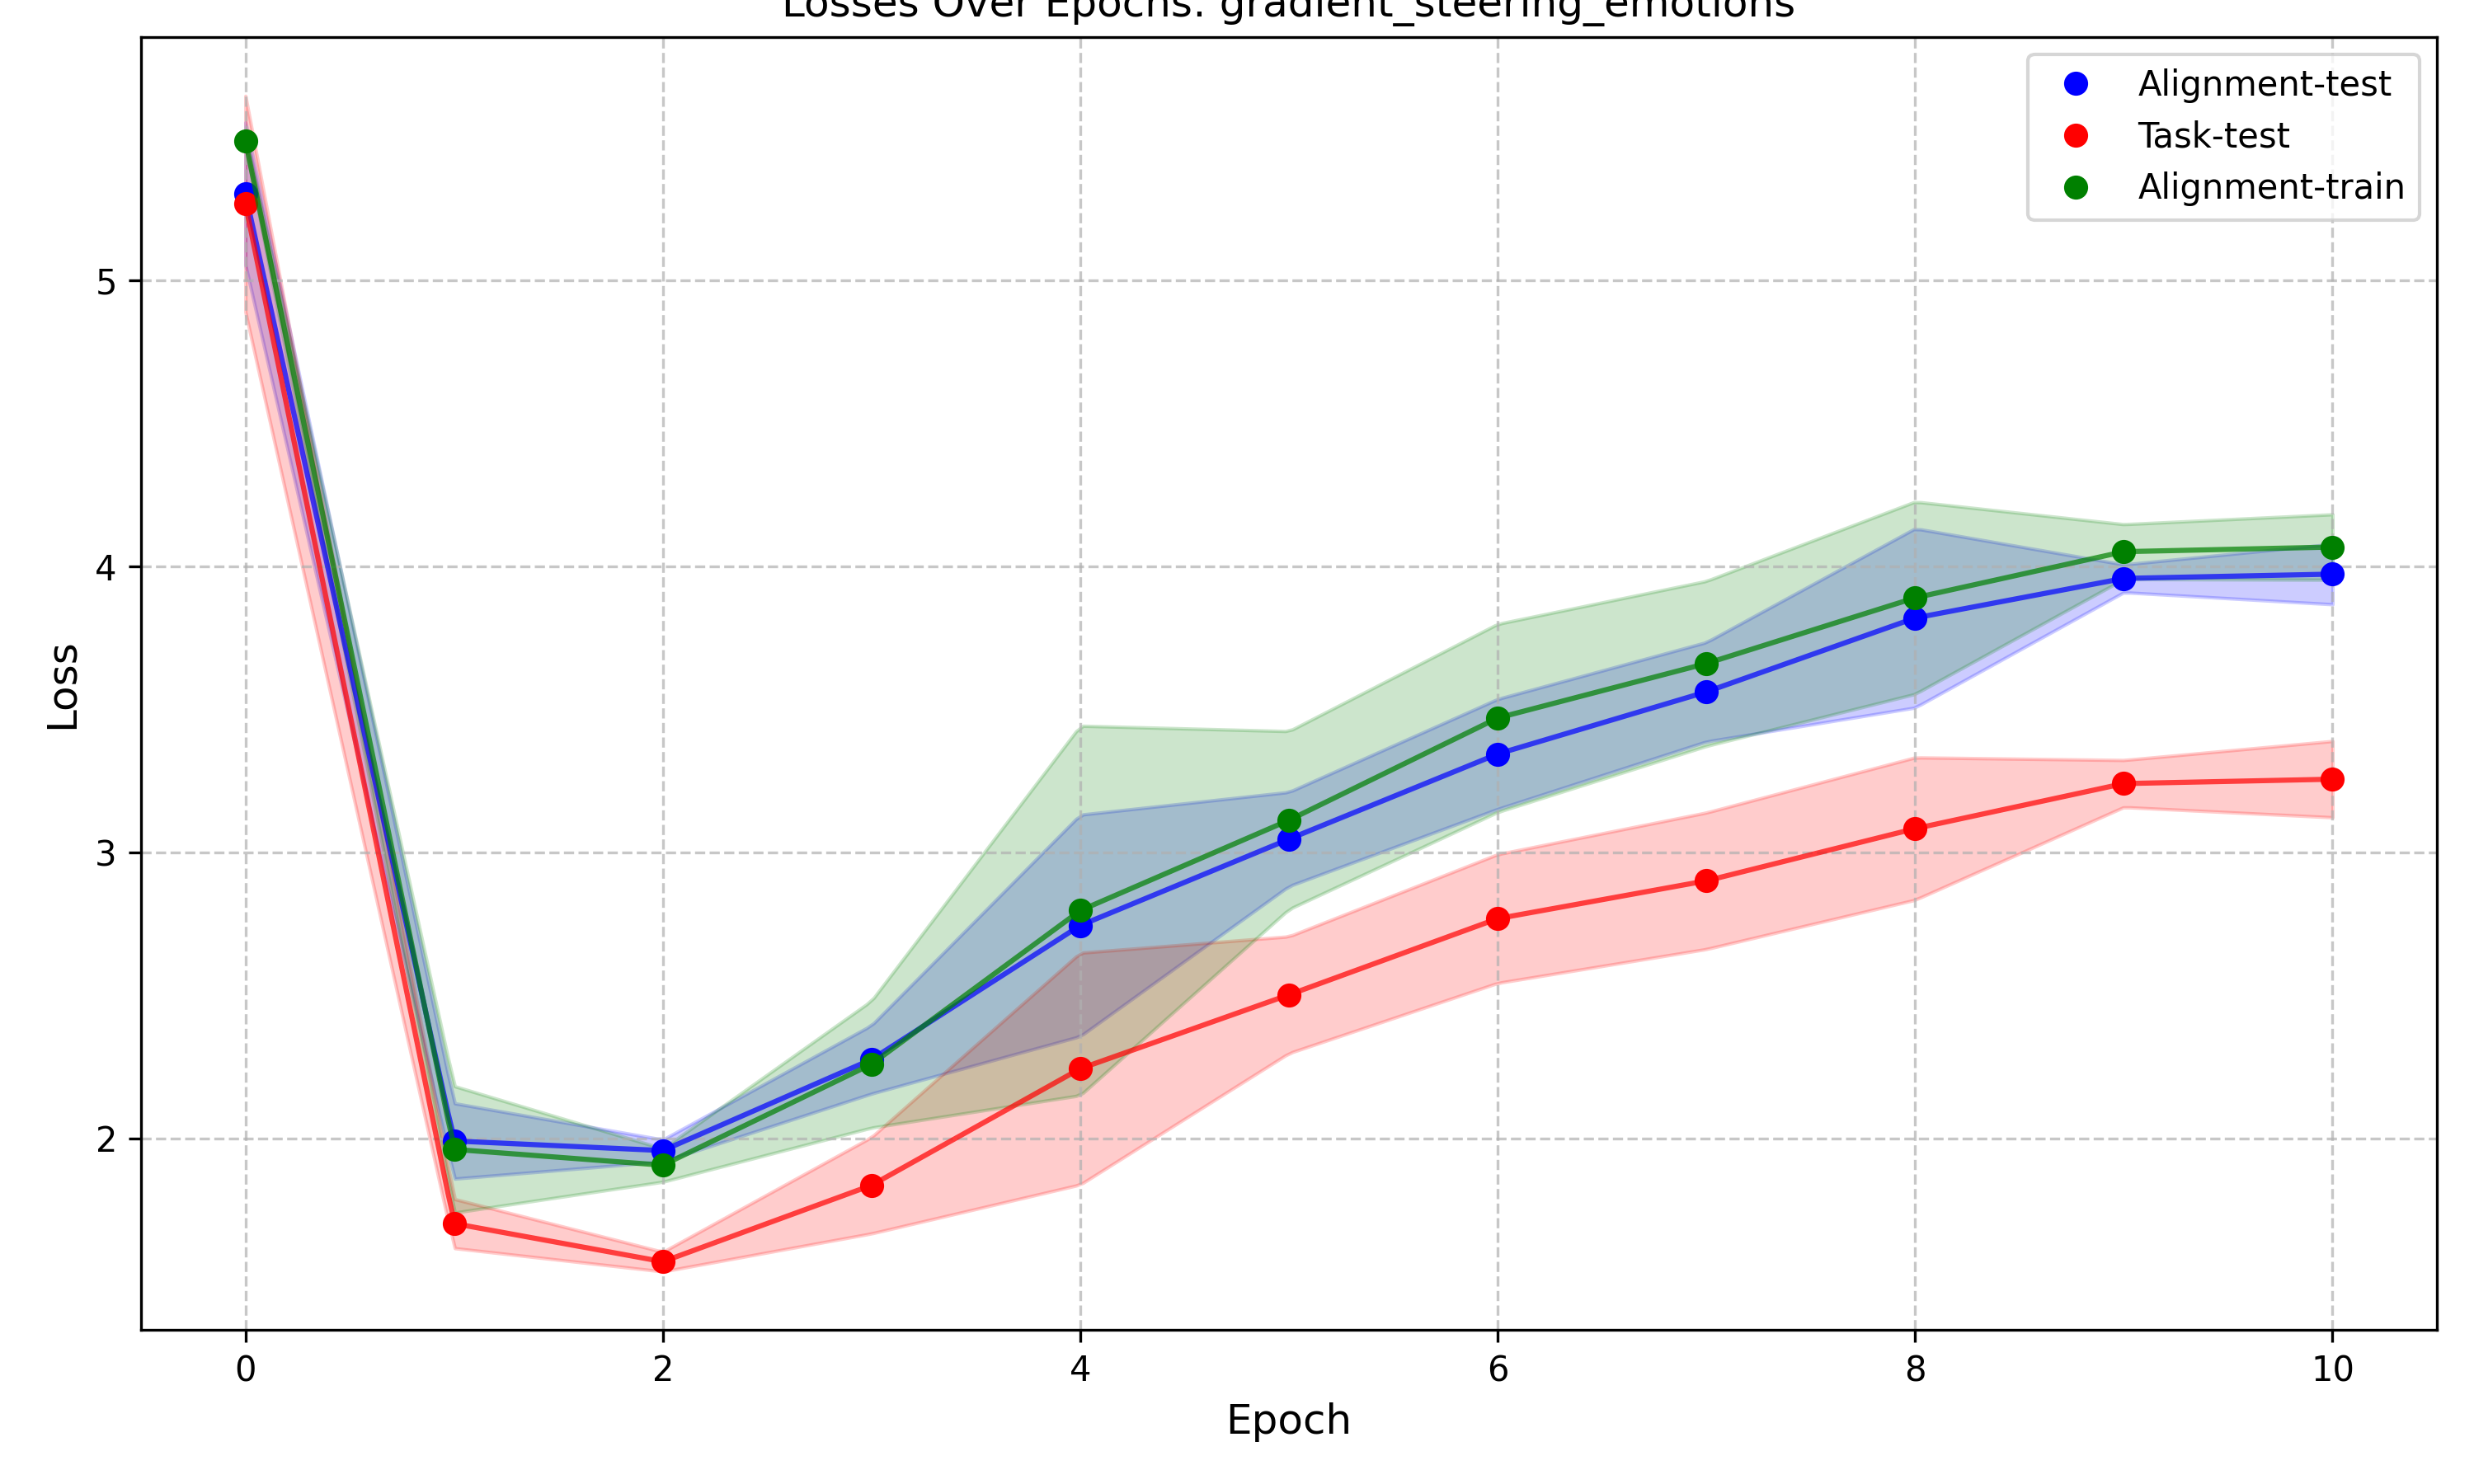 Losses Over Epochs: gradient_steering_emotions
Alignment-test
Task-test
Alignment-train
5
4
3
2
Loss
0 2 4 6 8 10
Epoch